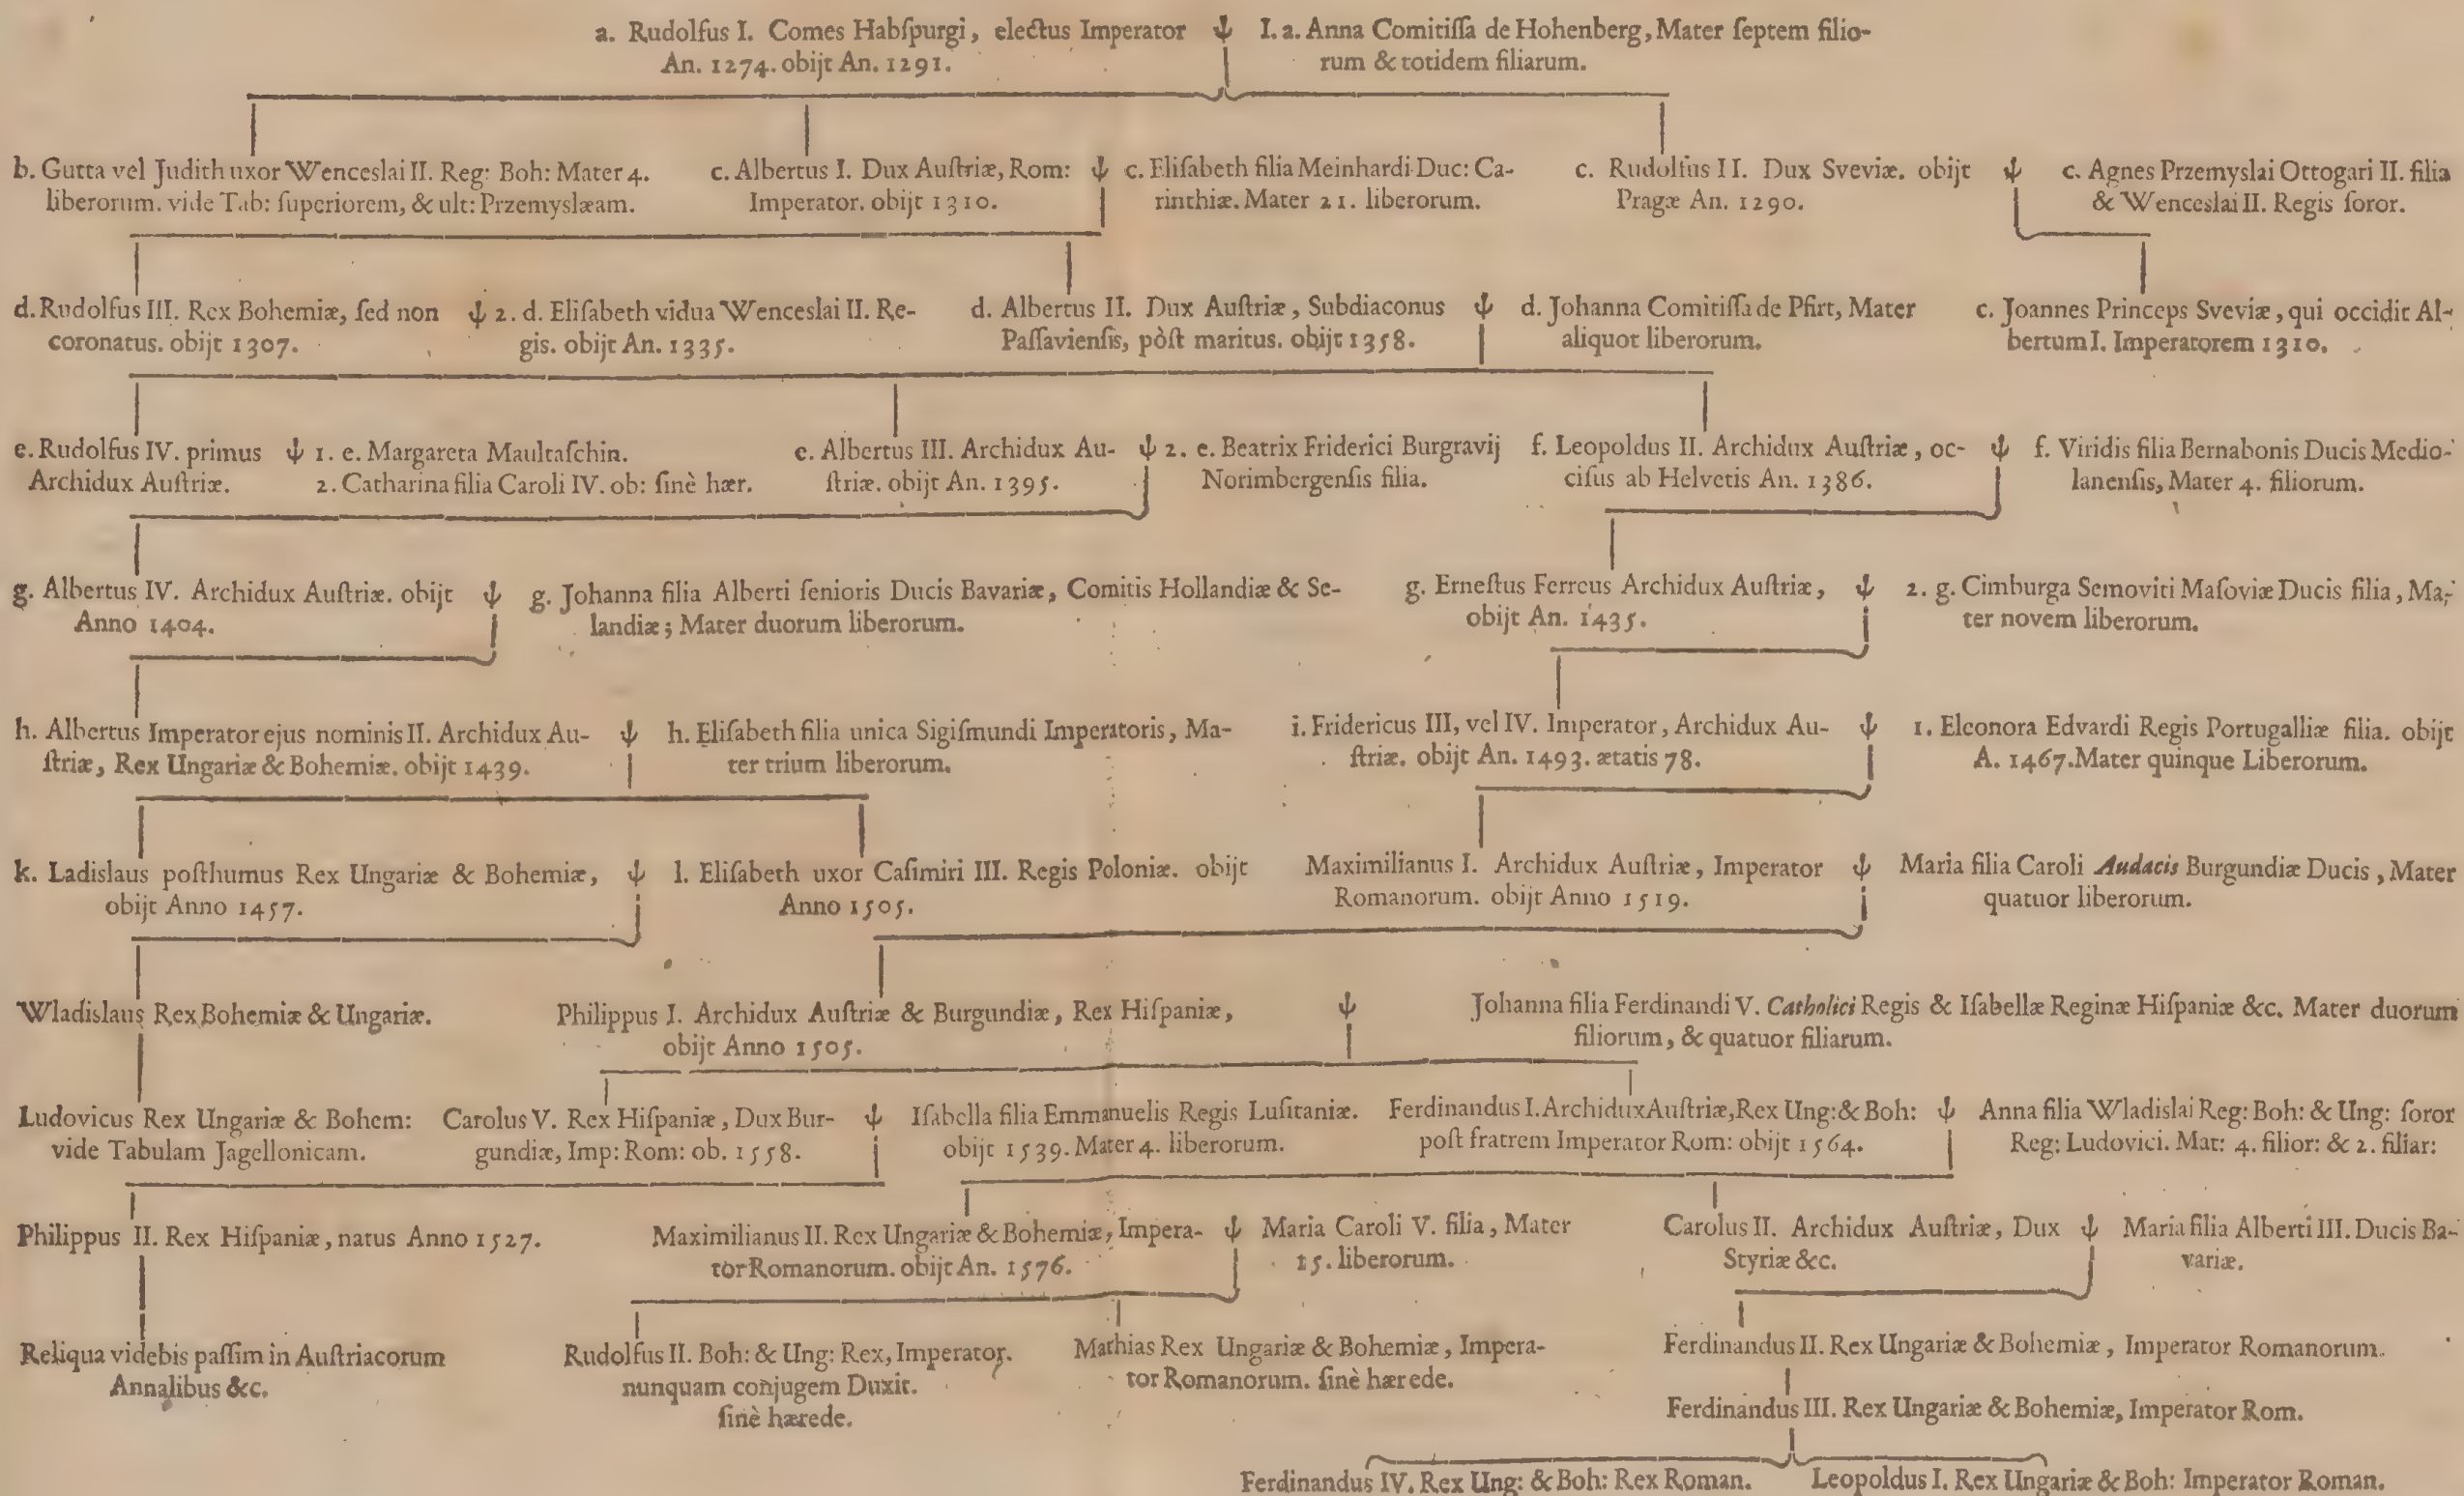 a. Rudolfus I. Comes Habſpurgi, electus Imperator
An. 1274. obijt An. 1291.
ψ
I. a. Anna Comitiſſa de Hohenberg, Mater ſeptem filio-
rum & totidem filiarum.
b. Gutta vel Judith uxor Wenceslai II. Reg: Boh: Mater 4.
liberorum. vide Tab: ſuperiorem, & ult: Przemyslæam.
c. Albertus I. Dux Auſtriæ, Rom:
Imperator. obijt 1310.
ψ
c. Eliſabeth filia Meinhardi Duc: Ca-
rinthiæ. Mater 21. liberorum.
c. Rudolfus II. Dux Sveviæ. obijt
Pragæ An. 1290.
ψ
c. Agnes Przemyslai Ottogari II. filia
& Wenceslai II. Regis ſoror.
d. Rudolfus III. Rex Bohemiæ, ſed non
coronatus. obijt 1307.
ψ
2. d. Eliſabeth vidua Wenceslai II. Re-
gis. obijt An. 1335.
d. Albertus II. Dux Auſtriæ, Subdiaconus
Paſſavienſis, pòſt maritus. obijt 1358.
ψ
d. Johanna Comitiſſa de Pfirt, Mater
aliquot liberorum.
c. Joannes Princeps Sveviæ, qui occidit Al-
bertum I. Imperatorem 1310.
e. Rudolfus IV. primus
Archidux Auſtriæ.
ψ
1. e. Margareta Maultaſchin.
2. Catharina filia Caroli IV. ob: ſinè hær.
e. Albertus III. Archidux Au-
ſtriæ. obijt An. 1395.
ψ
2. e. Beatrix Friderici Burgravij
Norimbergenſis filia.
f. Leopoldus II. Archidux Auſtriæ, oc-
ciſus ab Helvetis An. 1386.
ψ
f. Viridis filia Bernabonis Ducis Medio-
lanenſis, Mater 4. filiorum.
g. Albertus IV. Archidux Auſtriæ. obijt
Anno 1404.
ψ
g. Johanna filia Alberti ſenioris Ducis Bavariæ, Comitis Hollandiæ & Se-
landiæ; Mater duorum liberorum.
g. Erneſtus Ferreus Archidux Auſtriæ,
obijt An. 1435.
ψ
2. g. Cimburga Semoviti Maſoviæ Ducis filia, Ma-
ter novem liberorum.
h. Albertus Imperator ejus nominis II. Archidux Au-
ſtriæ, Rex Ungariæ & Bohemiæ. obijt 1439.
ψ
h. Eliſabeth filia unica Sigiſmundi Imperatoris, Ma-
ter trium liberorum.
i. Fridericus III, vel IV. Imperator, Archidux Au-
ſtriæ. obijt An. 1493. ætatis 78.
ψ
1. Eleonora Edvardi Regis Portugalliæ filia. obijt
A. 1467. Mater quinque Liberorum.
k. Ladislaus poſthumus Rex Ungariæ & Bohemiæ,
obijt Anno 1457.
ψ
l. Eliſabeth uxor Caſimiri III. Regis Poloniæ. obijt
Anno 1505.
Maximilianus I. Archidux Auſtriæ, Imperator
Romanorum. obijt Anno 1519.
ψ
Maria filia Caroli Audacis Burgundiæ Ducis, Mater
quatuor liberorum.
Wladislaus Rex Bohemiæ & Ungariæ.
Philippus I. Archidux Auſtriæ & Burgundiæ, Rex Hiſpaniæ,
obijt Anno 1505.
ψ
Johanna filia Ferdinandi V. Catholici Regis & Iſabellæ Reginæ Hiſpaniæ &c. Mater duorum
filiorum, & quatuor filiarum.
Ludovicus Rex Ungariæ & Bohem:
vide Tabulam Jagellonicam.
Carolus V. Rex Hiſpaniæ, Dux Bur-
gundiæ, Imp: Rom: ob. 1558.
ψ
Iſabella filia Emmanuelis Regis Luſitaniæ.
obijt 1539. Mater 4. liberorum.
Ferdinandus I. Archidux Auſtriæ, Rex Ung: & Boh:
poſt fratrem Imperator Rom: obijt 1564.
ψ
Anna filia Wladislai Reg: Boh: & Ung: ſoror
Reg: Ludovici. Mat: 4. filior: & 2. filiar:
Philippus II. Rex Hiſpaniæ, natus Anno 1527.
Maximilianus II. Rex Ungariæ & Bohemiæ, Impera-
tor Romanorum. obijt An. 1576.
ψ
Maria Caroli V. filia, Mater
15. liberorum.
Carolus II. Archidux Auſtriæ, Dux
Styriæ &c.
ψ
Maria filia Alberti III. Ducis Ba-
variæ.
Reliqua videbis paſſim in Auſtriacorum
Annalibus &c.
Rudolfus II. Boh: & Ung: Rex, Imperator.
nunquam conjugem Duxit.
ſinè hærede.
Mathias Rex Ungariæ & Bohemiæ, Impera-
tor Romanorum. ſinè hærede.
Ferdinandus II. Rex Ungariæ & Bohemiæ, Imperator Romanorum.
Ferdinandus III. Rex Ungariæ & Bohemiæ, Imperator Rom.
Ferdinandus IV. Rex Ung: & Boh: Rex Roman.
Leopoldus I. Rex Ungariæ & Boh: Imperator Roman.